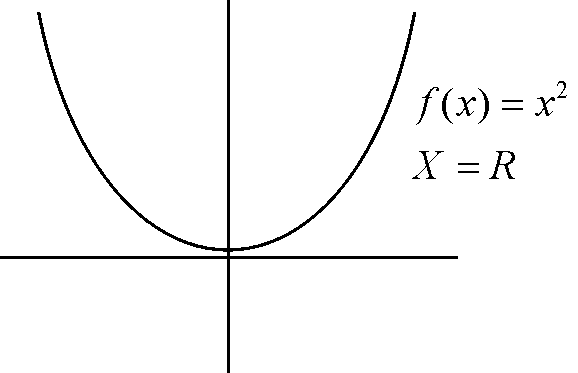 f(x) = x²
X = R